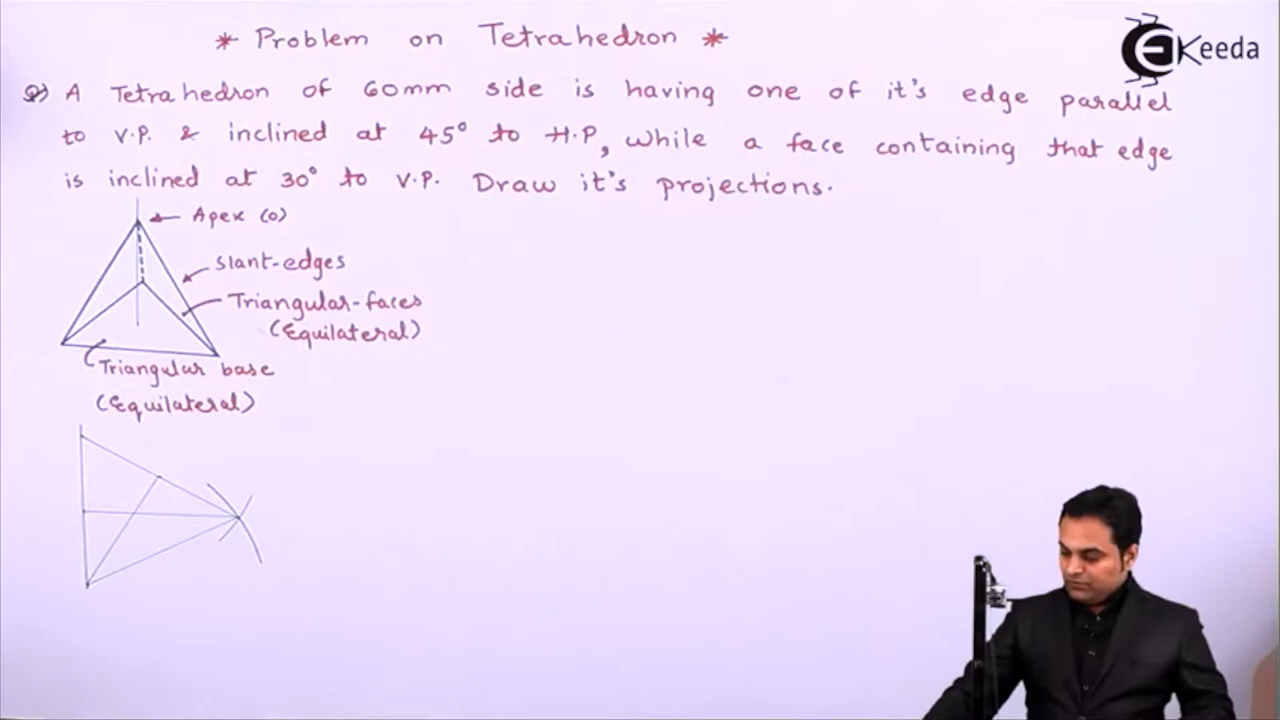 * Problem on Tetrahedron *
EKeeda
Q) A Tetrahedron of 60mm side is having one of it's edge parallel
to V.P. & inclined at 45° to H.P, while a face containing that edge
is inclined at 30° to V.P. Draw it's projections.
Apex (o)
slant-edges
Triangular-faces
(Equilateral)
Triangular base
(Equilateral)